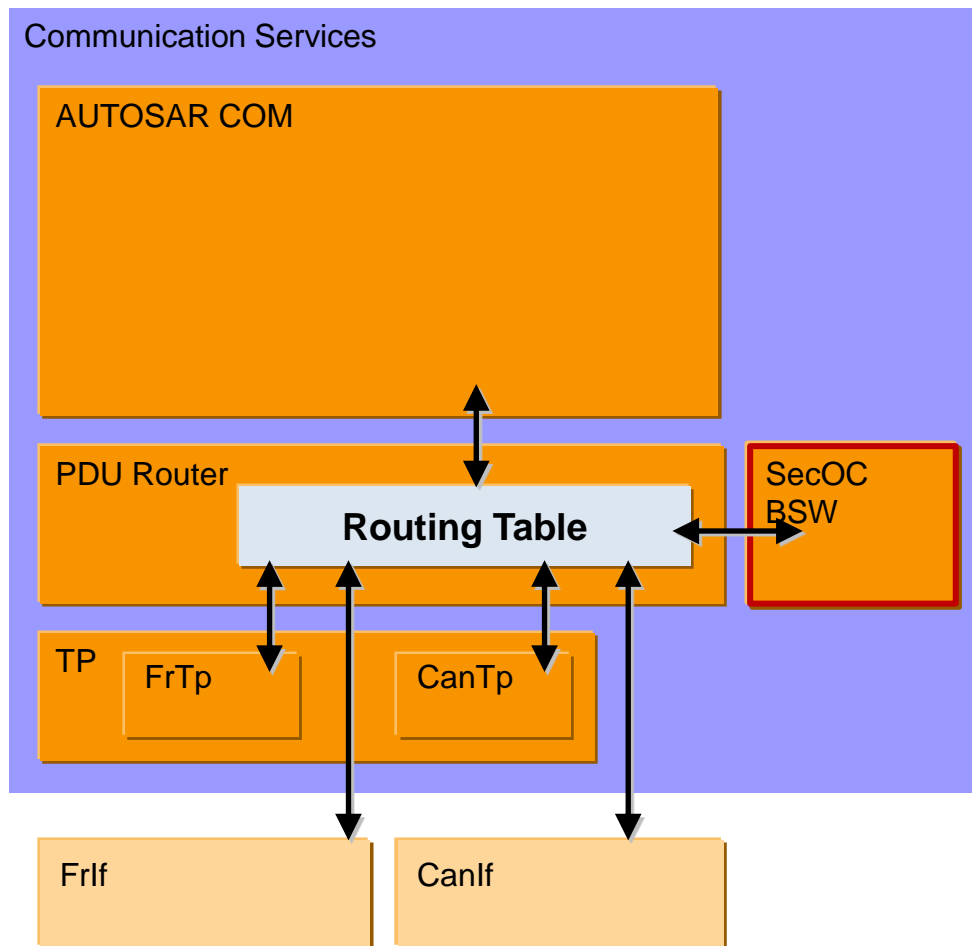 Communication Services
AUTOSAR COM
PDU Router
Routing Table
SecOC
BSW
TP
FrTp
CanTp
FrIf
CanIf